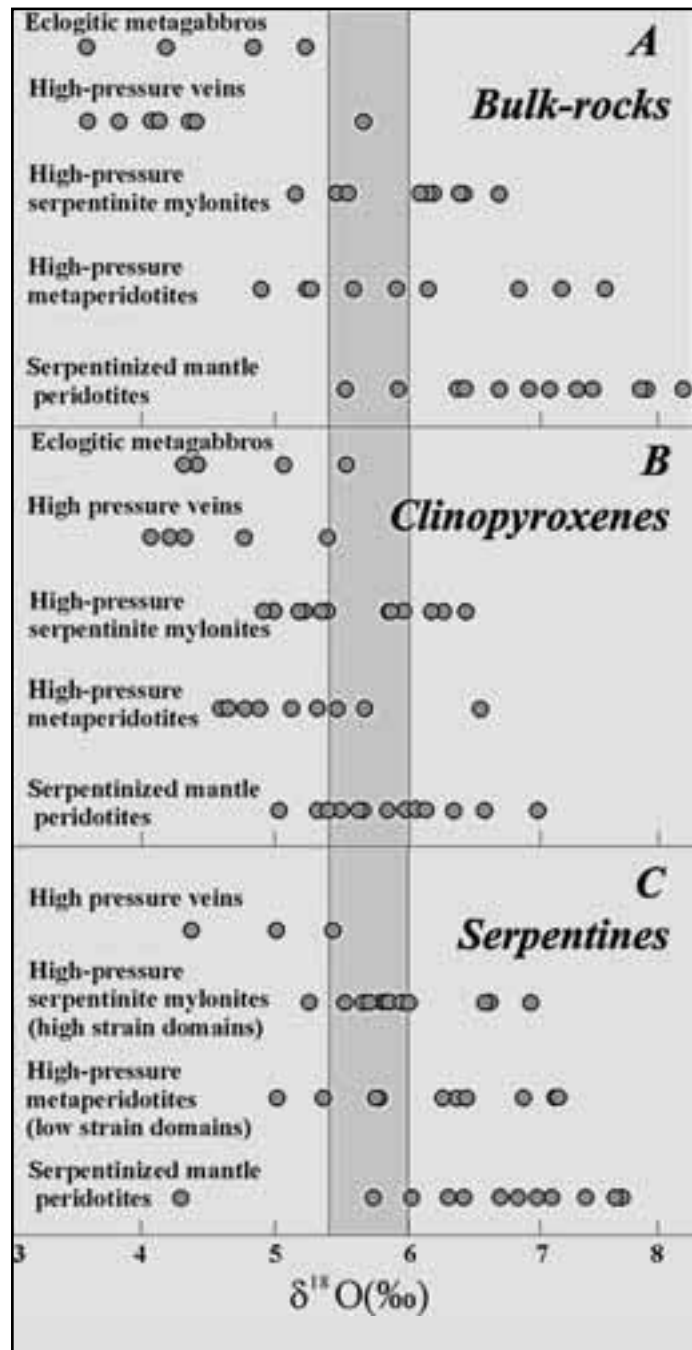 Eclogitic metagabbros
A
High-pressure veins
Bulk-rocks
High-pressure
serpentinite mylonites
High-pressure
metaperidotites
Serpentinized mantle
peridotites
Eclogitic metagabbros
B
High pressure veins
Clinopyroxenes
High-pressure
serpentinite mylonites
High-pressure
metaperidotites
Serpentinized mantle
peridotites
C
High pressure veins
Serpentines
High-pressure
serpentinite mylonites
(high strain domains)
High-pressure
metaperidotites
(low strain domains)
Serpentinized mantle
peridotites
3 4 5 6 7 8
δ¹⁸O(‰)